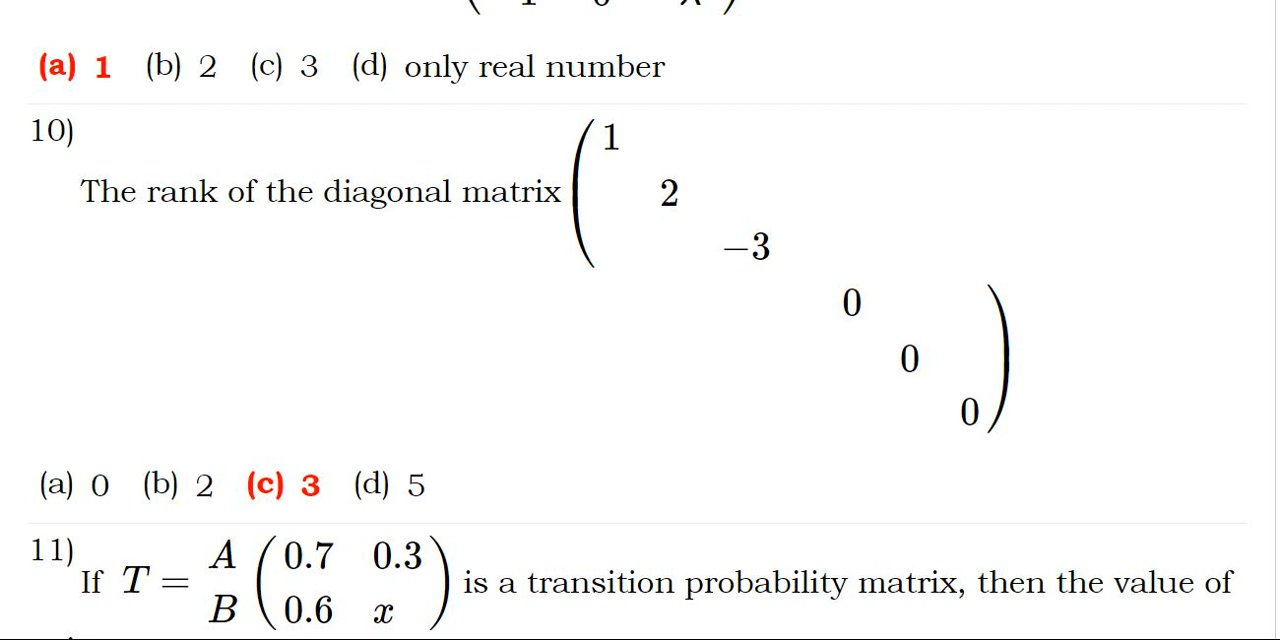 (a) 1 (b) 2 (c) 3 (d) only real number
10)
The rank of the diagonal matrix
1
2
−3
0
0
0
(a) 0 (b) 2 (c) 3 (d) 5
11)
If T = A B ( 0.7 0.3 0.6 x ) is a transition probability matrix, then the value of